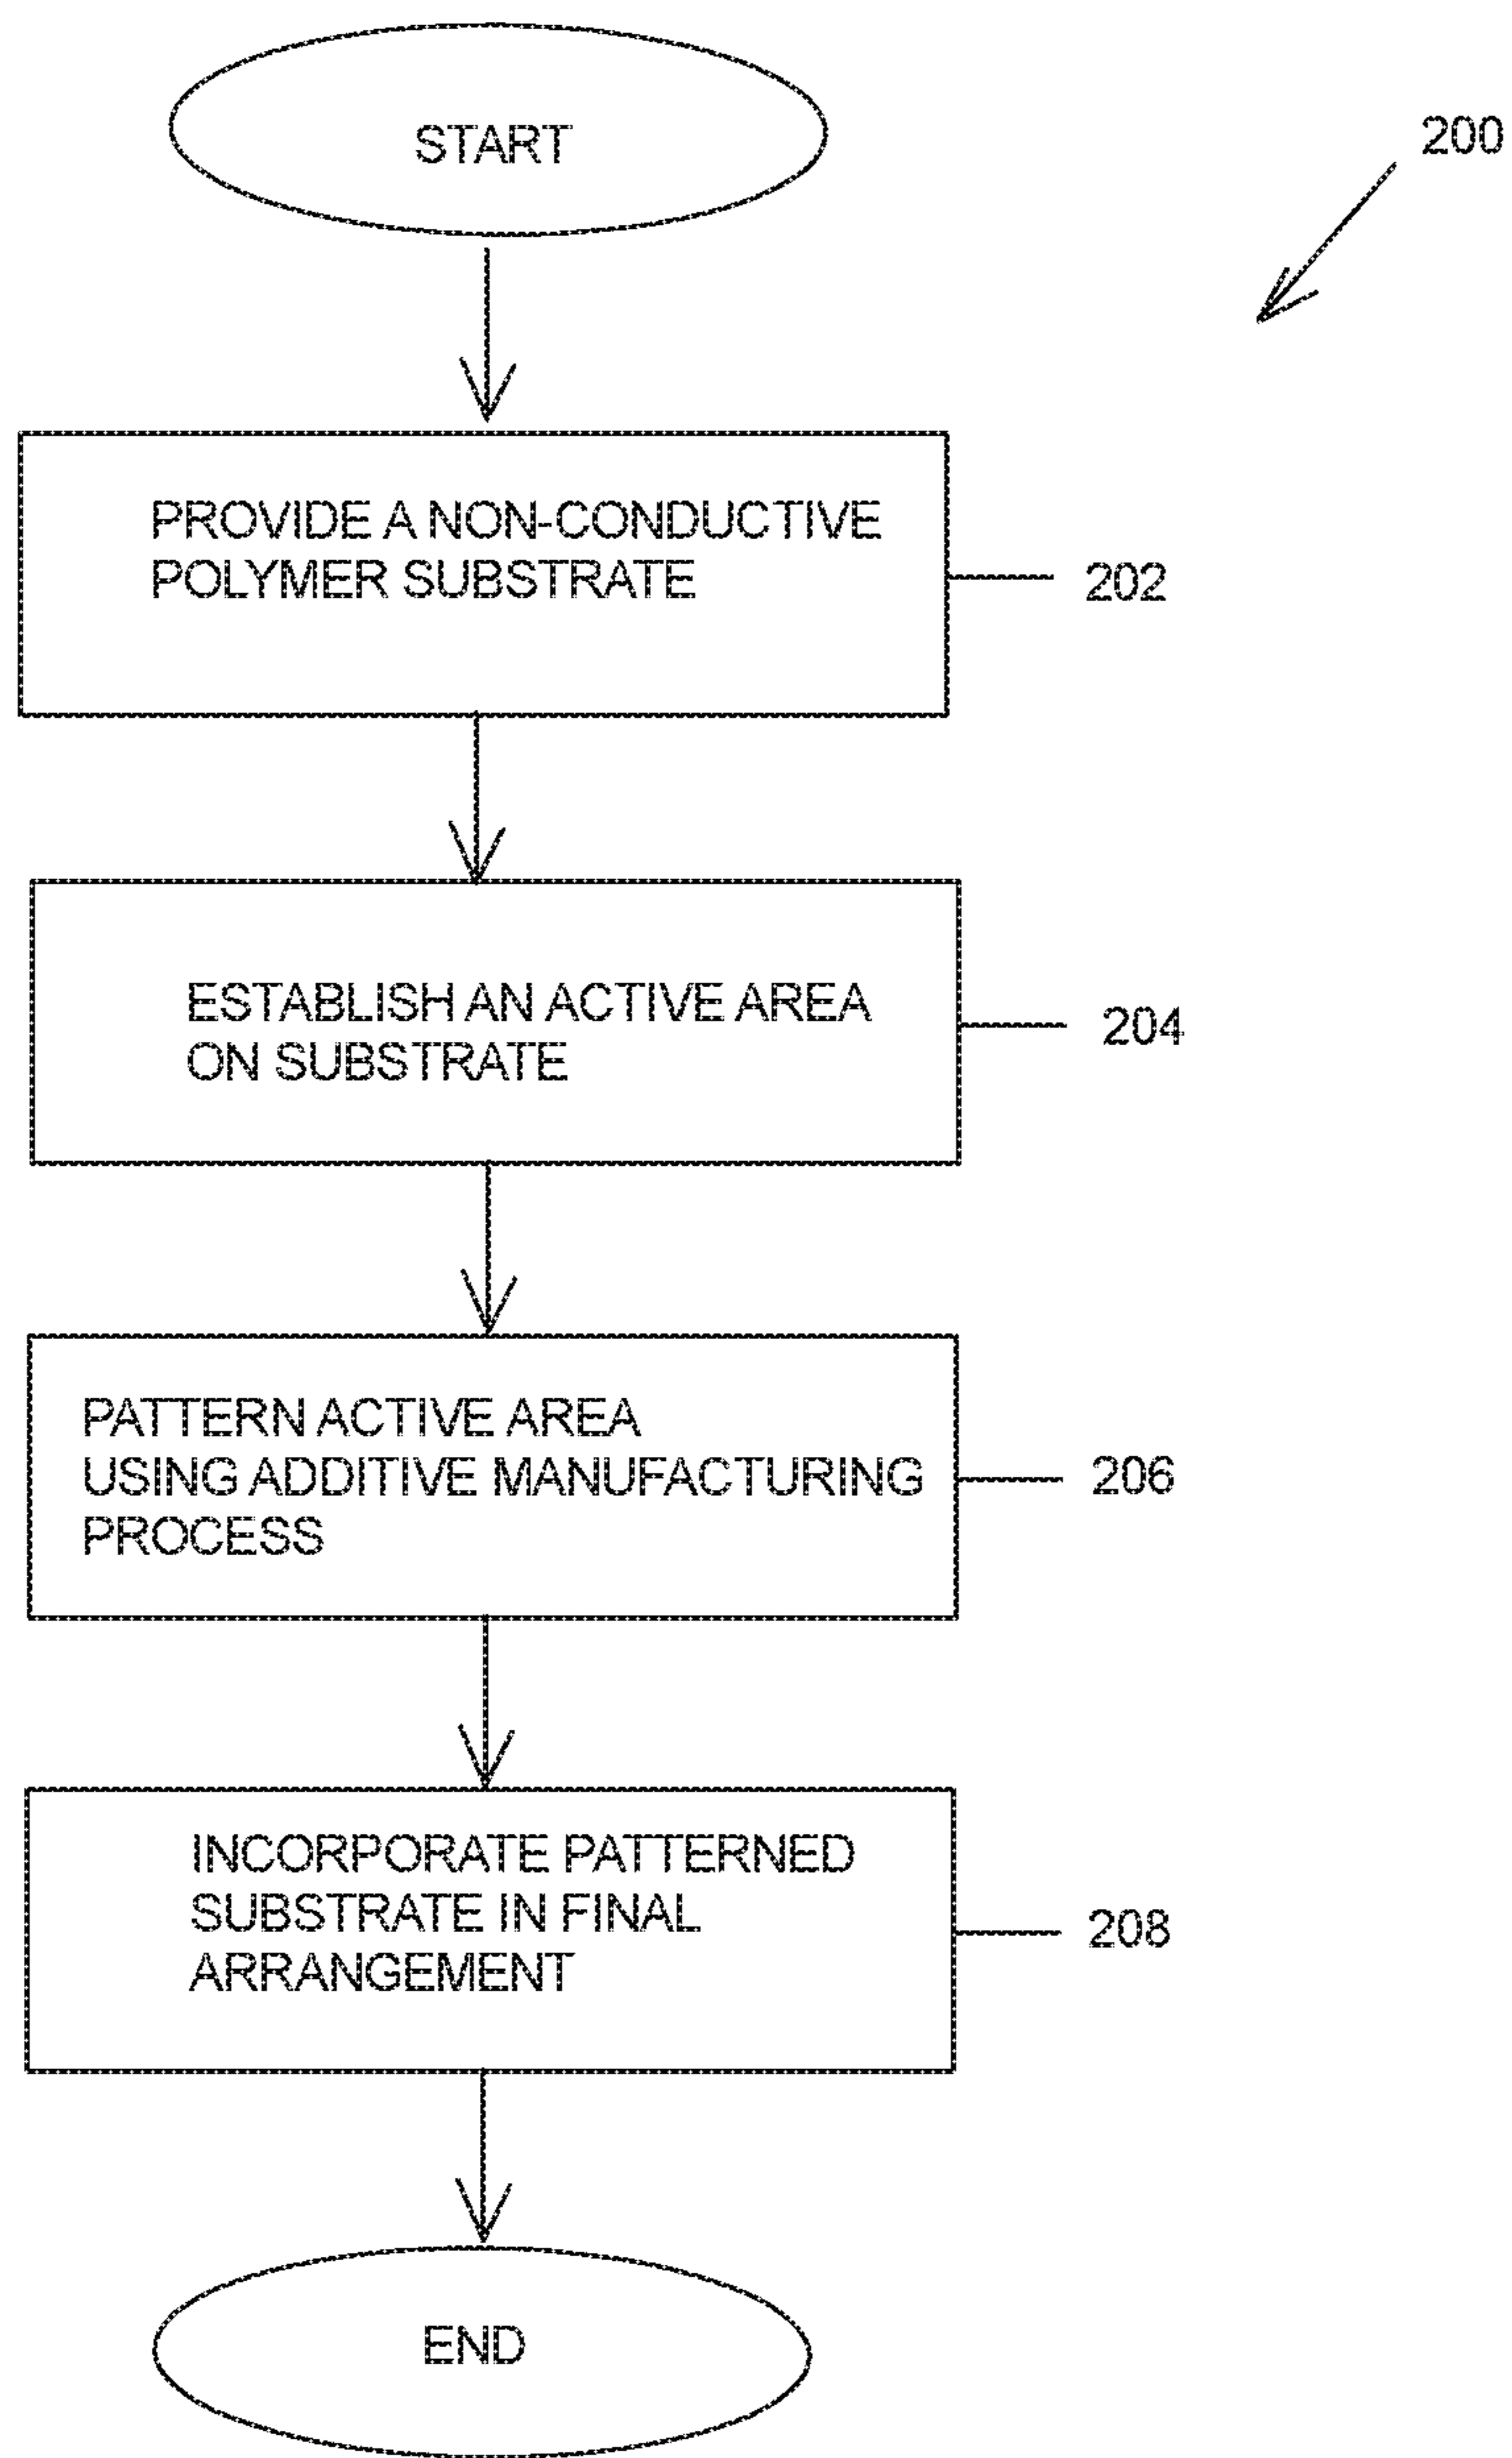 START
200
PROVIDE A NON-CONDUCTIVE
POLYMER SUBSTRATE
202
ESTABLISH AN ACTIVE AREA
ON SUBSTRATE
204
PATTERN ACTIVE AREA
USING ADDITIVE MANUFACTURING
PROCESS
206
INCORPORATE PATTERNED
SUBSTRATE IN FINAL
ARRANGEMENT
208
END